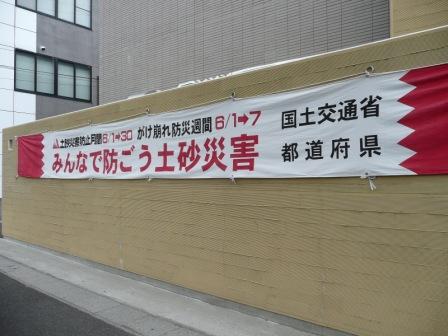 土砂災害防止月間6/1→30 がけ崩れ防災週間 6/1→7
みんなで防ごう土砂災害
国土交通省
都道府県